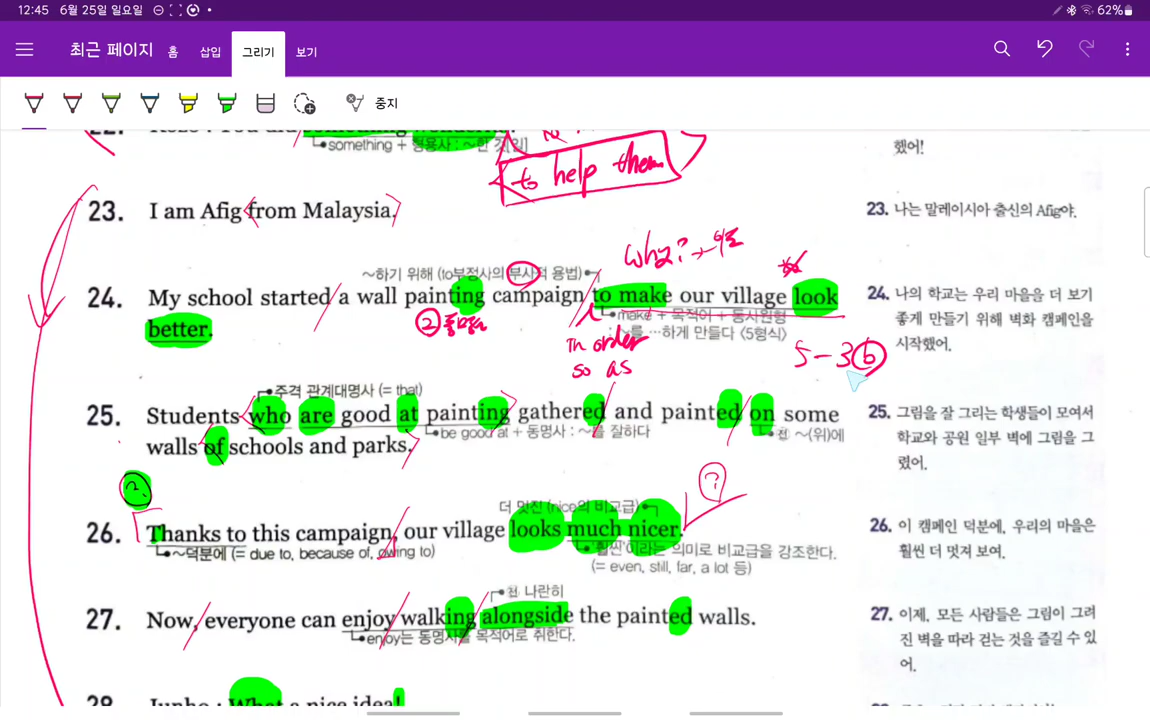 12:45 6월 25일 일요일 62%
최근 페이지 홈 삽입 그리기 보기
중지
something + 형용사 : ~한 것[일]
to help them
했어!
23. I am Afig from Malaysia.
23. 나는 말레이시아 출신의 Afig야.
why? → 위도
~하기 위해 (to부정사의 부사적 용법)
24. My school started a wall painting campaign to make our village look
better.
② 동명사
make + 목적어 + 동사원형
: ~를 …하게 만들다 <5형식>
in order
so as
5-3⑥
24. 나의 학교는 우리 마을을 더 보기
좋게 만들기 위해 벽화 캠페인을
시작했어.
주격 관계대명사 (= that)
25. Students who are good at painting gathered and painted on some
be good at + 동명사 : ~를 잘하다
전 ~(위)에
walls of schools and parks.
25. 그림을 잘 그리는 학생들이 모여서
학교와 공원 일부 벽에 그림을 그
렸어.
?
더 멋진 (nice의 비교급)
26. Thanks to this campaign, our village looks much nicer.
~덕분에 (= due to, because of, owing to)
'훨씬'이라는 의미로 비교급을 강조한다.
(= even, still, far, a lot 등)
26. 이 캠페인 덕분에, 우리의 마을은
훨씬 더 멋져 보여.
전 나란히
27. Now, everyone can enjoy walking alongside the painted walls.
enjoy는 동명사를 목적어로 취한다.
27. 이제, 모든 사람들은 그림이 그려
진 벽을 따라 걷는 것을 즐길 수 있
어.
28. Junho : What a nice idea!